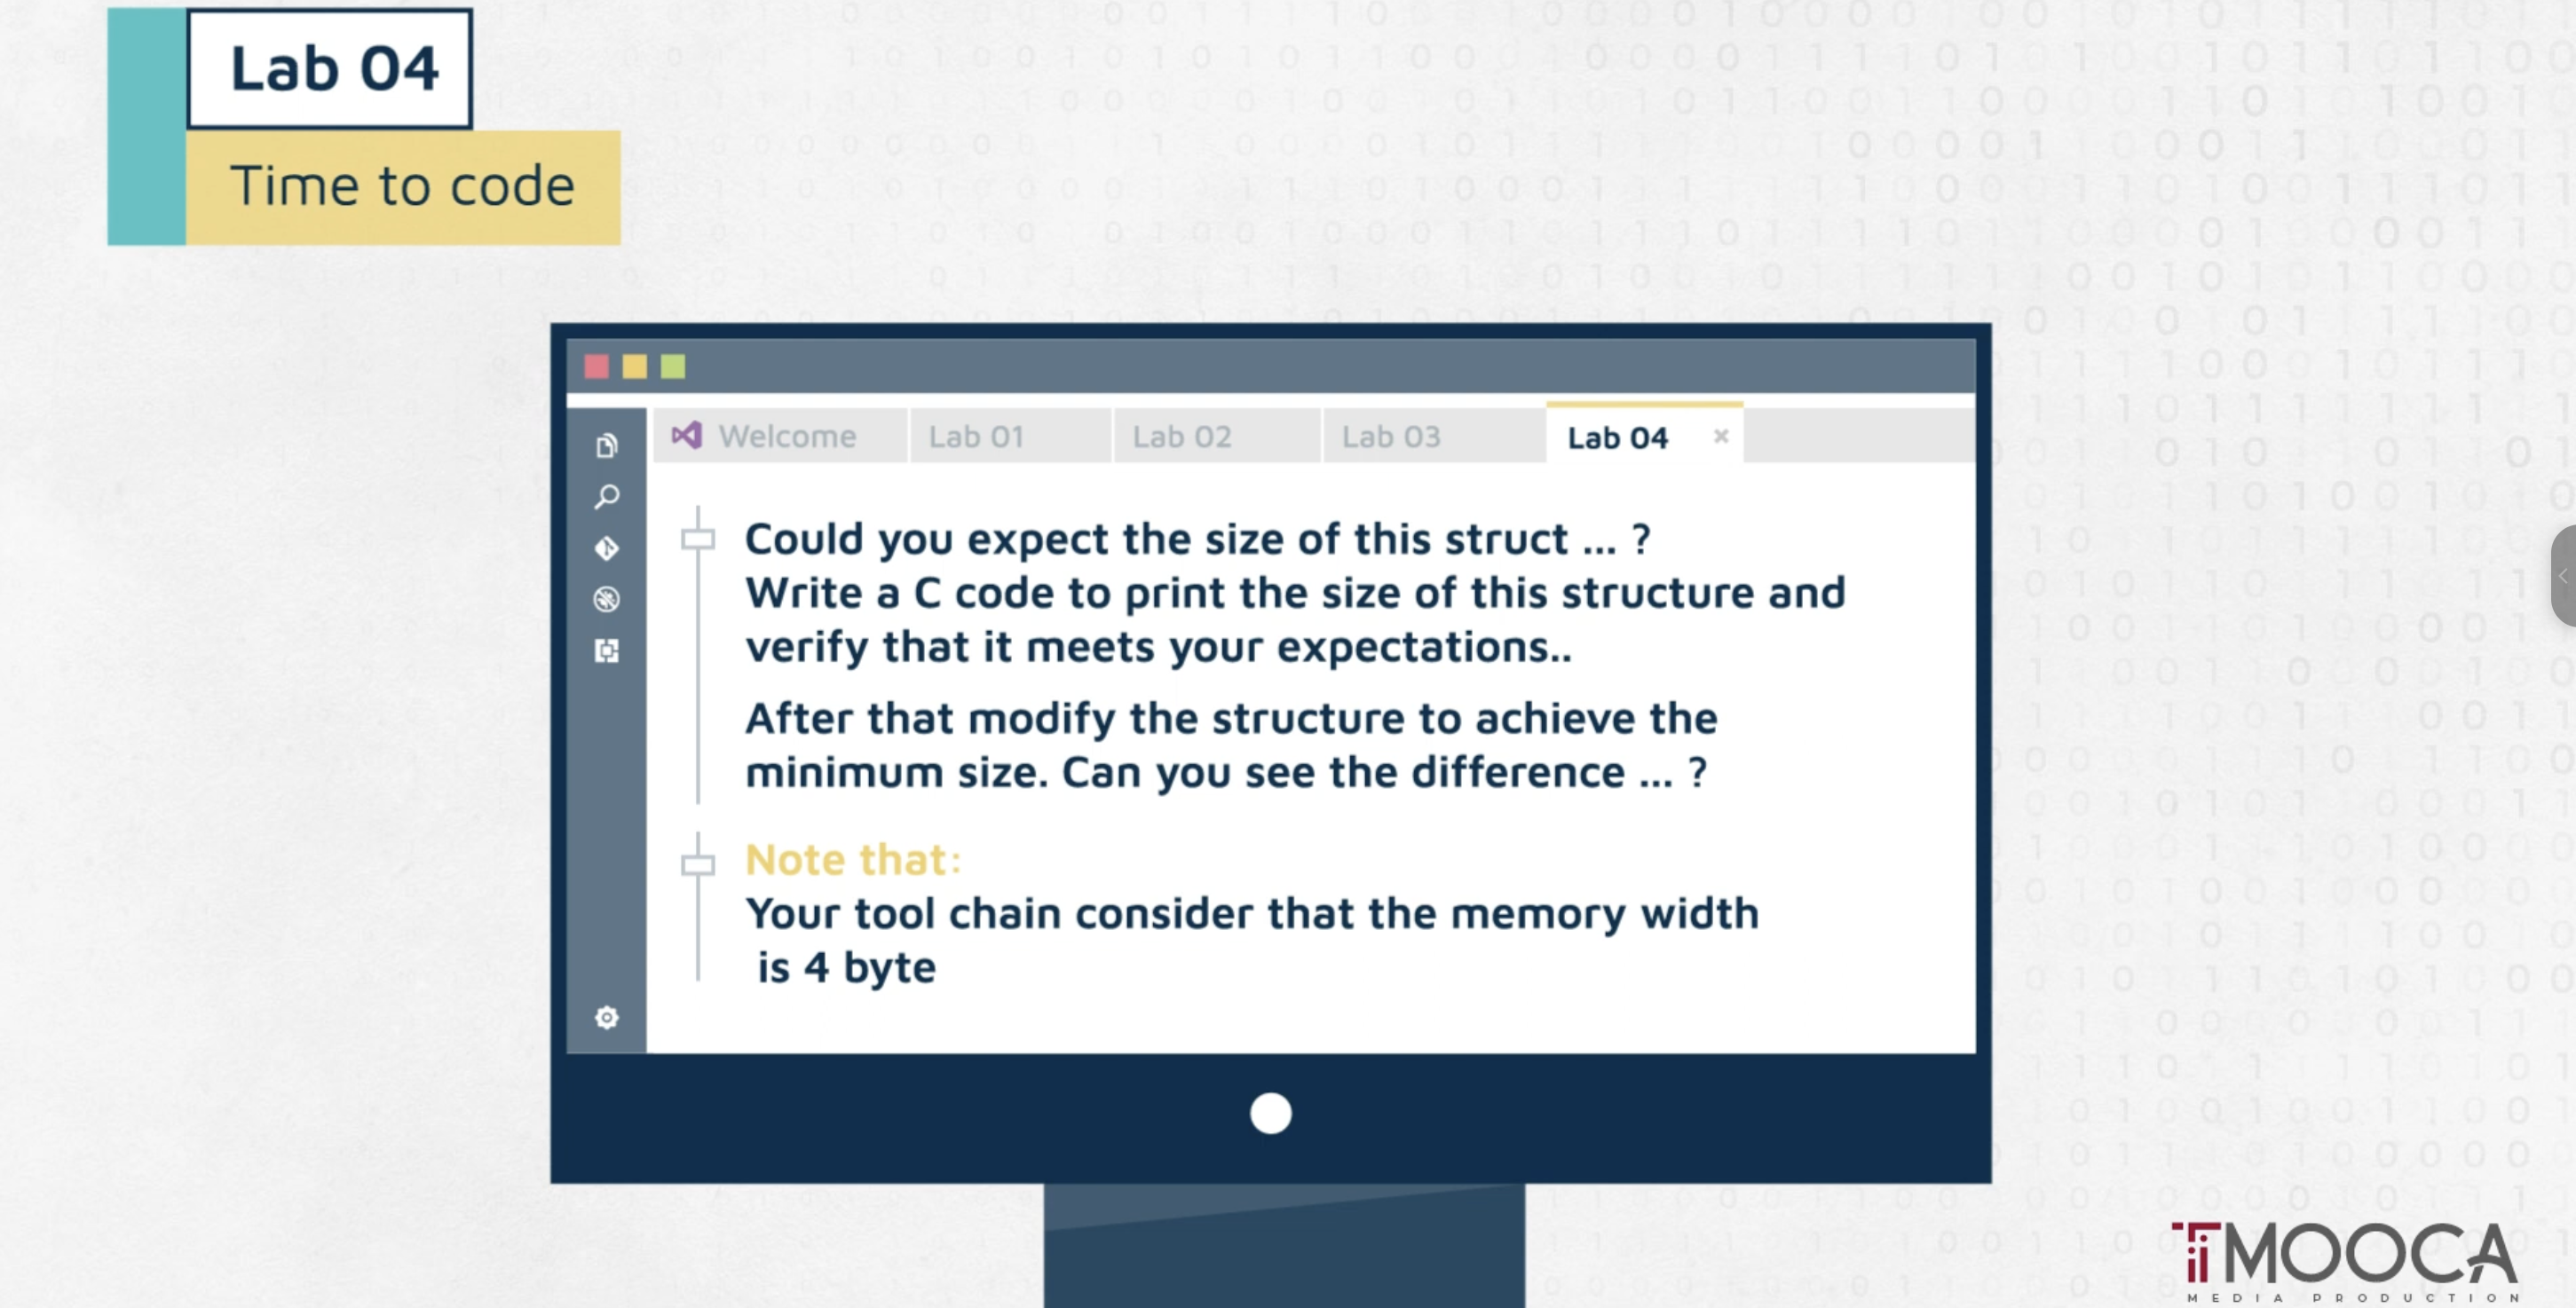 Lab 04
Time to code
Welcome
Lab 01
Lab 02
Lab 03
Lab 04
Could you expect the size of this struct ... ?
Write a C code to print the size of this structure and
verify that it meets your expectations..
After that modify the structure to achieve the
minimum size. Can you see the difference ... ?
Note that:
Your tool chain consider that the memory width
is 4 byte
iTiMOOCA
MEDIA PRODUCTION